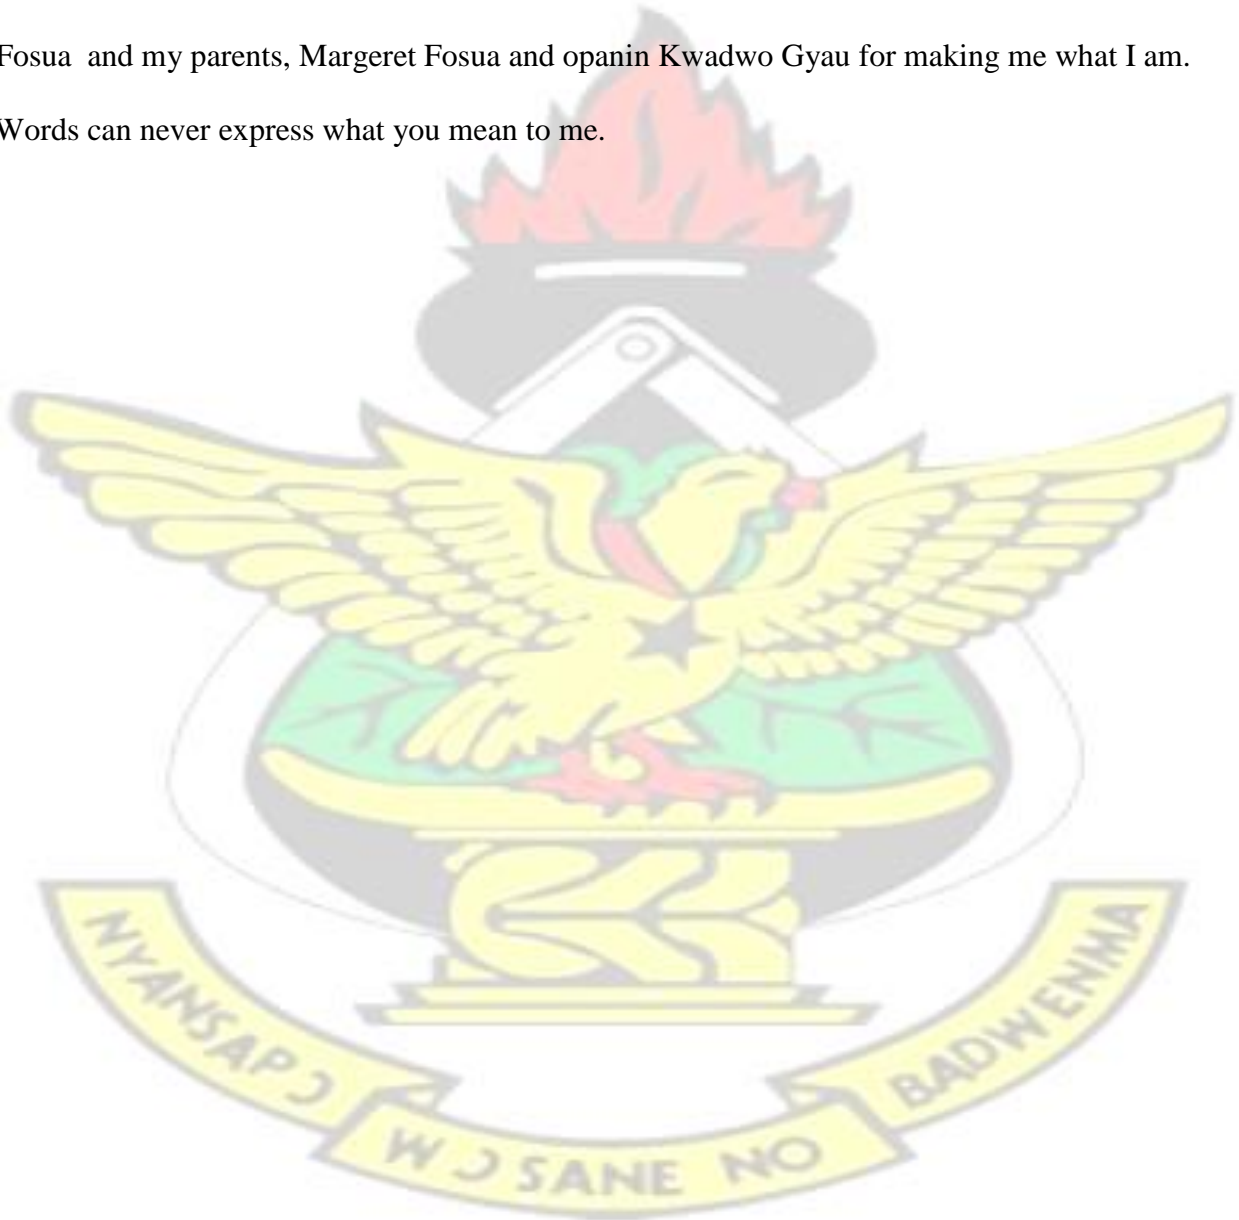 Fosua and my parents, Margeret Fosua and opanin Kwadwo Gyau for making me what I am.
Words can never express what you mean to me.
NYANSAPƆ
WƆSANE NO
BADWENMA